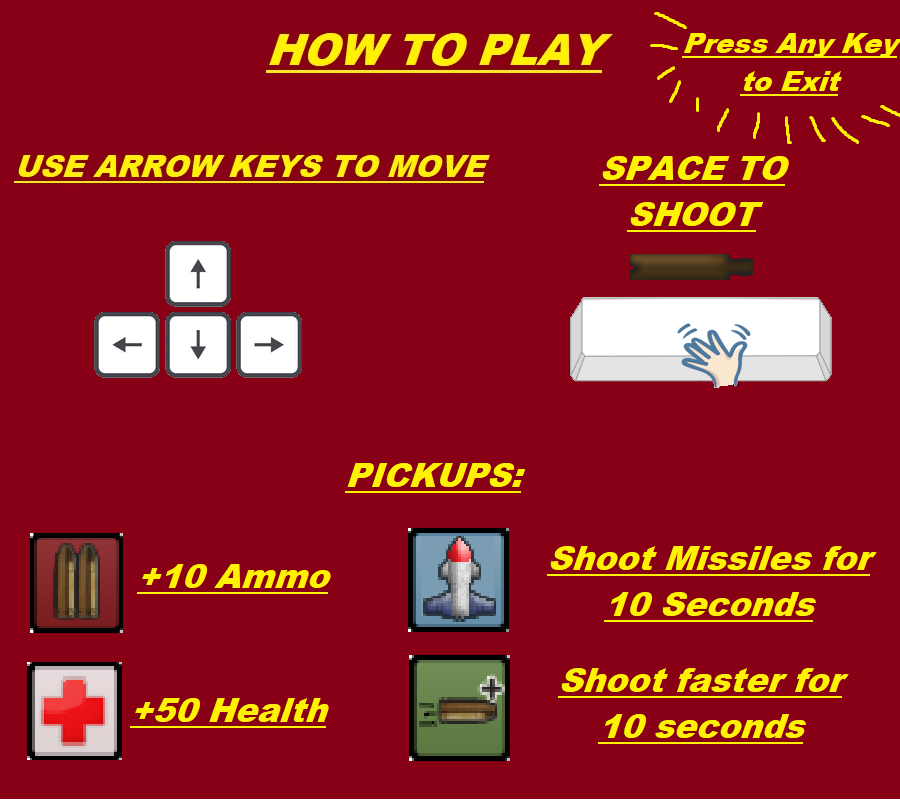 HOW TO PLAY
Press Any Key
to Exit
USE ARROW KEYS TO MOVE
SPACE TO
SHOOT
PICKUPS:
+10 Ammo
Shoot Missiles for
10 Seconds
+50 Health
Shoot faster for
10 seconds